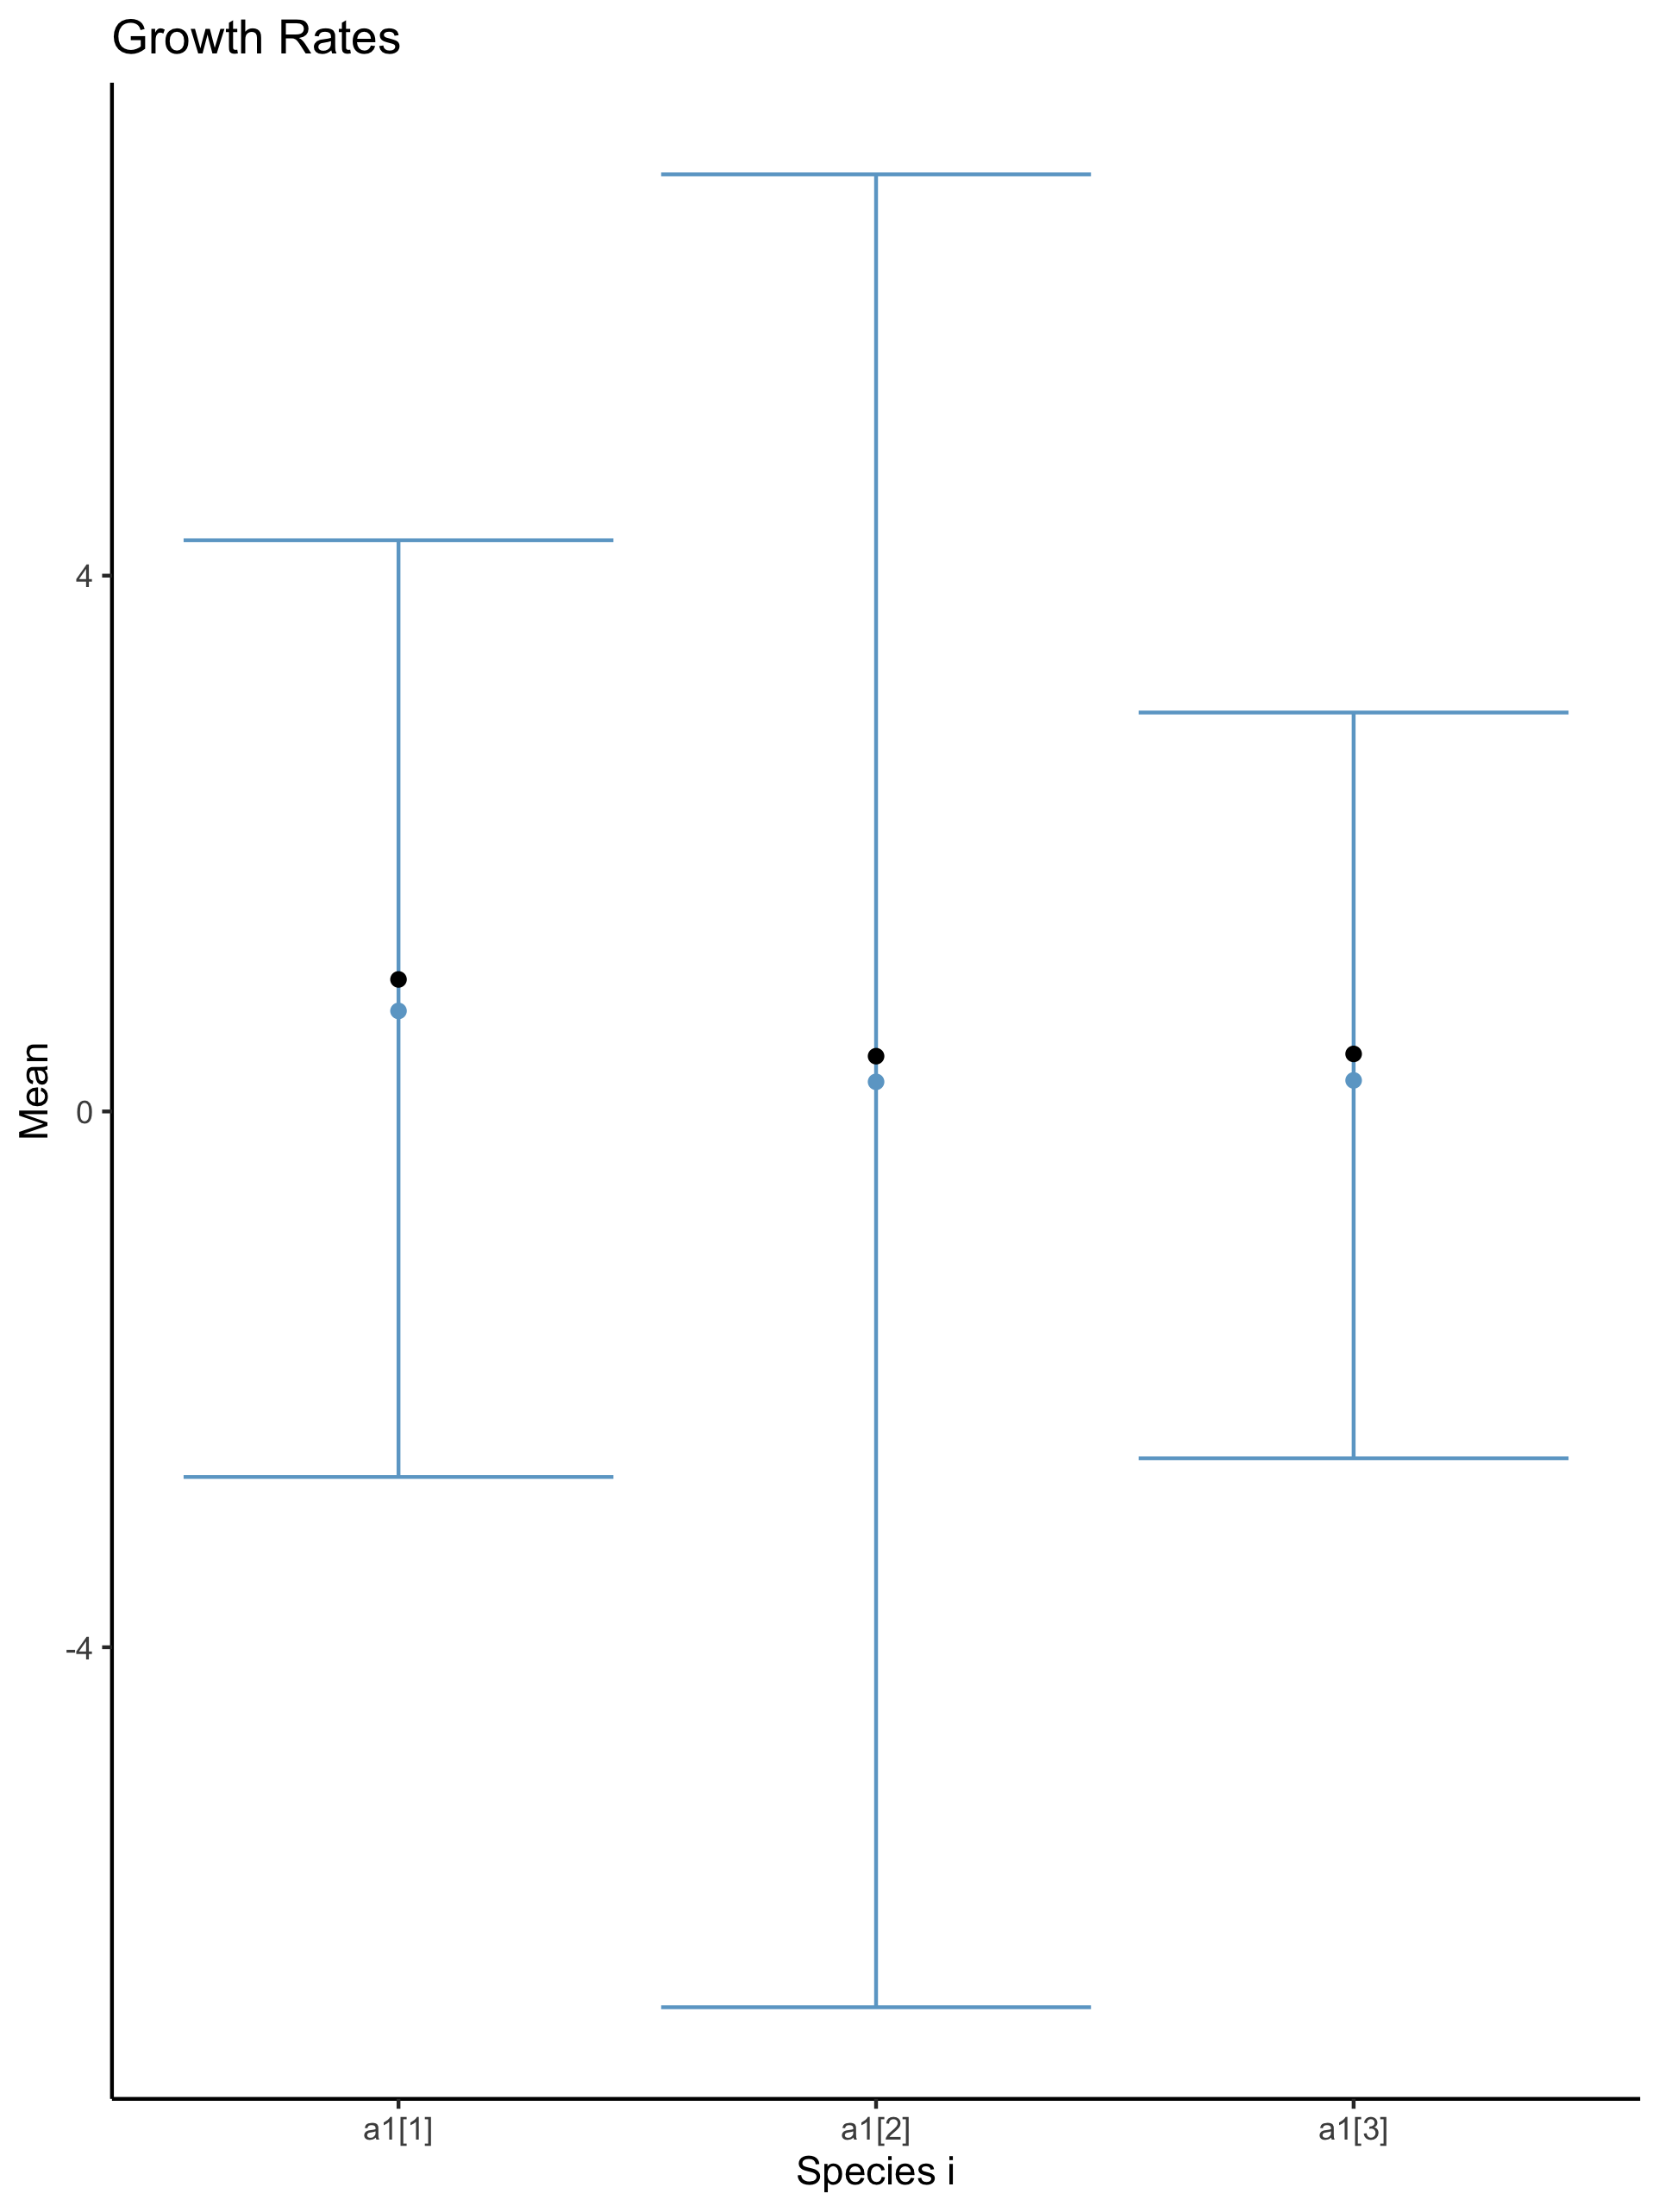 Growth Rates
4
0
-4
Mean
a1[1]
a1[2]
a1[3]
Species i